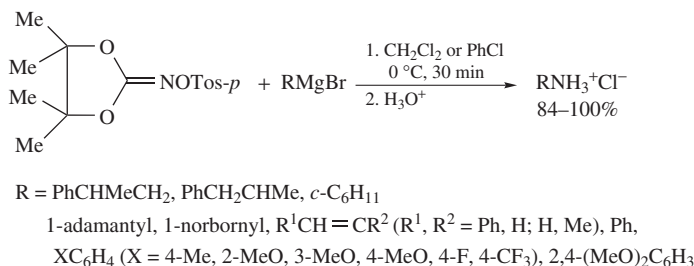 Me
Me
O
NOTos-p + RMgBr
1. CH₂Cl₂ or PhCl
0 °C, 30 min
2. H₃O⁺
RNH₃⁺Cl⁻
84–100%
Me
O
Me
R = PhCHMeCH₂, PhCH₂CHMe, c-C₆H₁₁
1-adamantyl, 1-norbornyl, R¹CH=CR² (R¹, R² = Ph, H; H, Me), Ph,
XC₆H₄ (X = 4-Me, 2-MeO, 3-MeO, 4-MeO, 4-F, 4-CF₃), 2,4-(MeO)₂C₆H₃